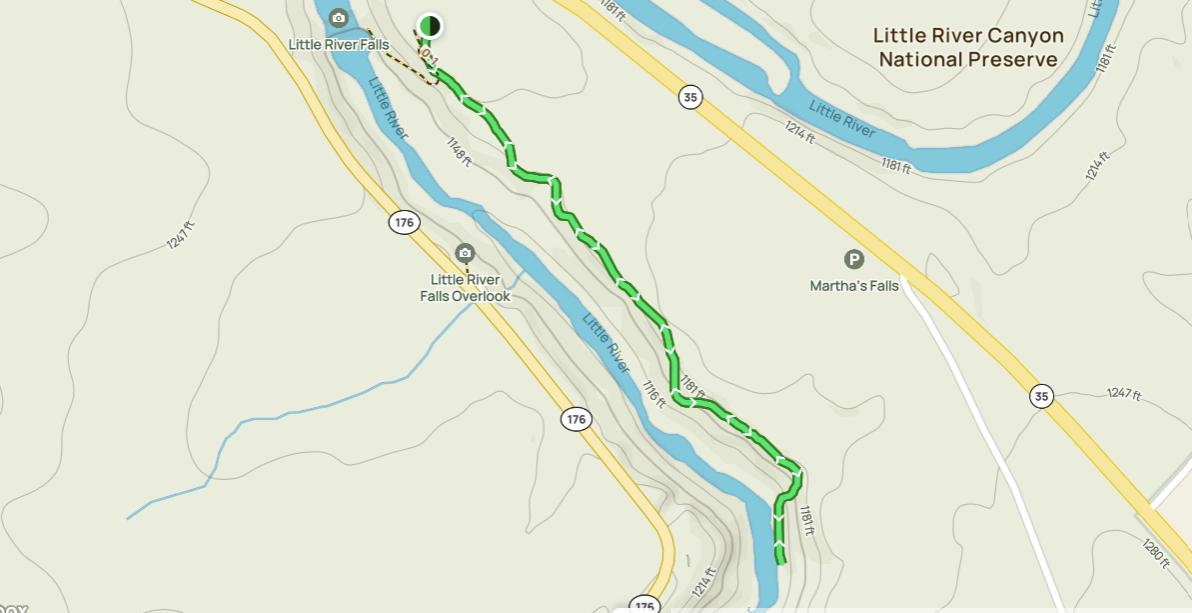 1181 ft
Little River Canyon
National Preserve
Little River Falls
0.1
1181 ft
35
Little River
Little River
1214 ft
1148 ft
1181 ft
1214 ft
176
1247 ft
Little River
Falls Overlook
P
Martha's Falls
Little River
1116 ft
1181 ft
35
1247 ft
176
1181 ft
1280 ft
1214 ft
176